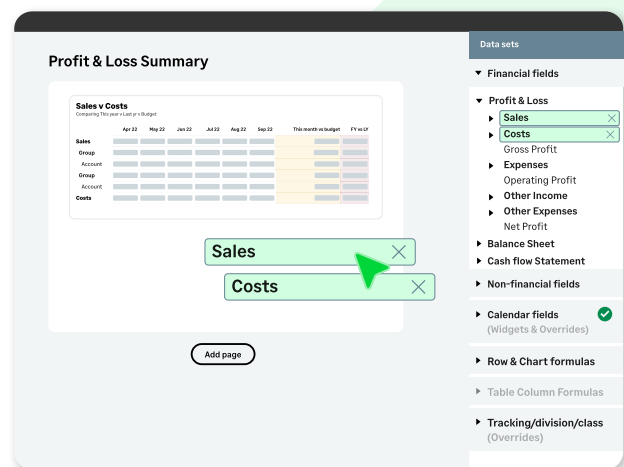 Profit & Loss Summary
Sales v Costs
Comparing This year v Last yr v Budget
Apr 22 May 22 Jun 22 Jul 22 Aug 22 Sep 22 This month vs budget FY vs LY
Sales
Group
Account
Group
Account
Costs
Sales
Costs
Add page
Data sets
Financial fields
Profit & Loss
Sales
Costs
Gross Profit
Expenses
Operating Profit
Other Income
Other Expenses
Net Profit
Balance Sheet
Cash flow Statement
Non-financial fields
Calendar fields
(Widgets & Overrides)
Row & Chart formulas
Table Column Formulas
Tracking/division/class
(Overrides)